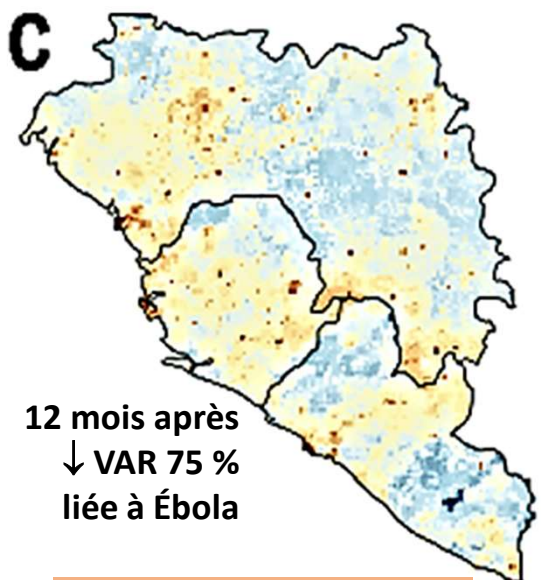 C
12 mois après
↓ VAR 75 %
liée à Ébola